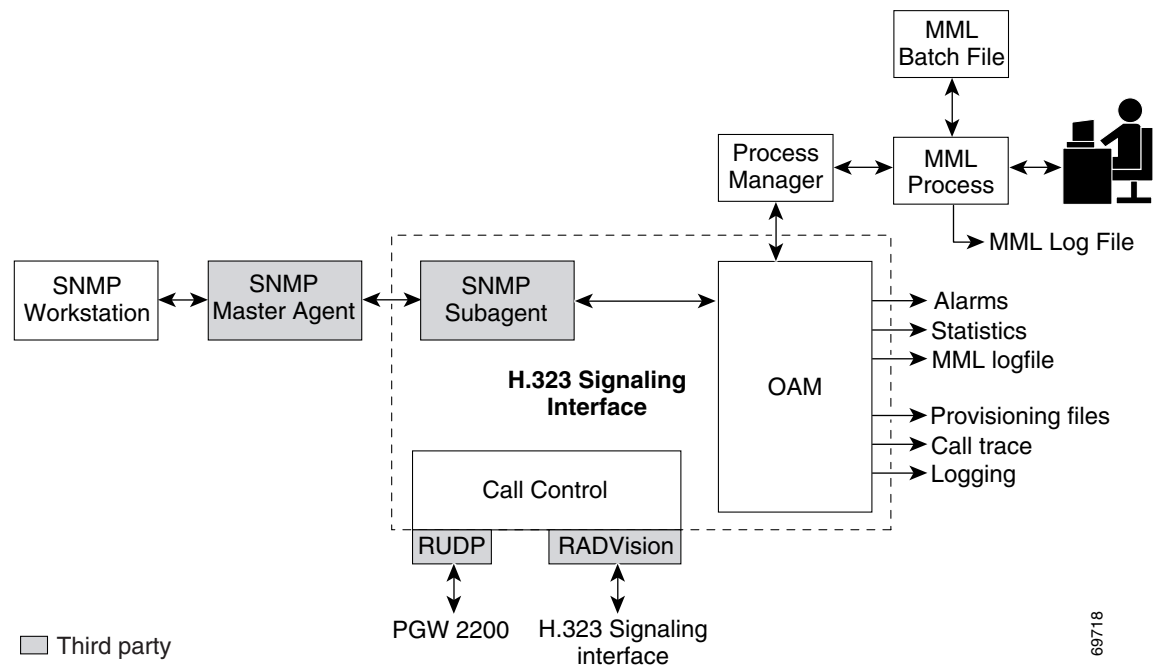 MML
Batch File
Process
Manager
MML
Process
MML Log File
SNMP
Workstation
SNMP
Master Agent
SNMP
Subagent
H.323 Signaling
Interface
OAM
Alarms
Statistics
MML logfile
Provisioning files
Call trace
Logging
Call Control
RUDP
RADVision
PGW 2200
H.323 Signaling
interface
Third party
69718